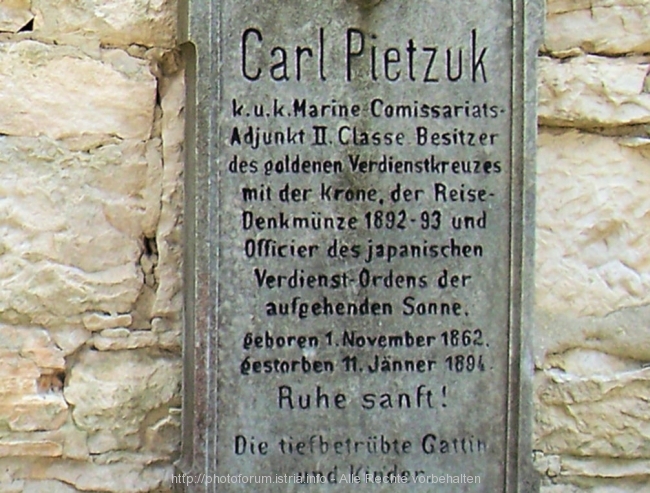 Carl Pietzuk
k.u.k. Marine Comissariats-
Adjunkt II. Classe. Besitzer
des goldenen Verdienstkreuzes
mit der Krone, der Reise-
Denkmünze 1892-93 und
Officier des japanischen
Verdienst-Ordens der
aufgehenden Sonne.
geboren 1. November 1862.
gestorben 11. Jänner 1894.
Ruhe sanft!
Die tiefbetrübte Gattin
und Kinder
http://photoforum.istria.info - Alle Rechte vorbehalten